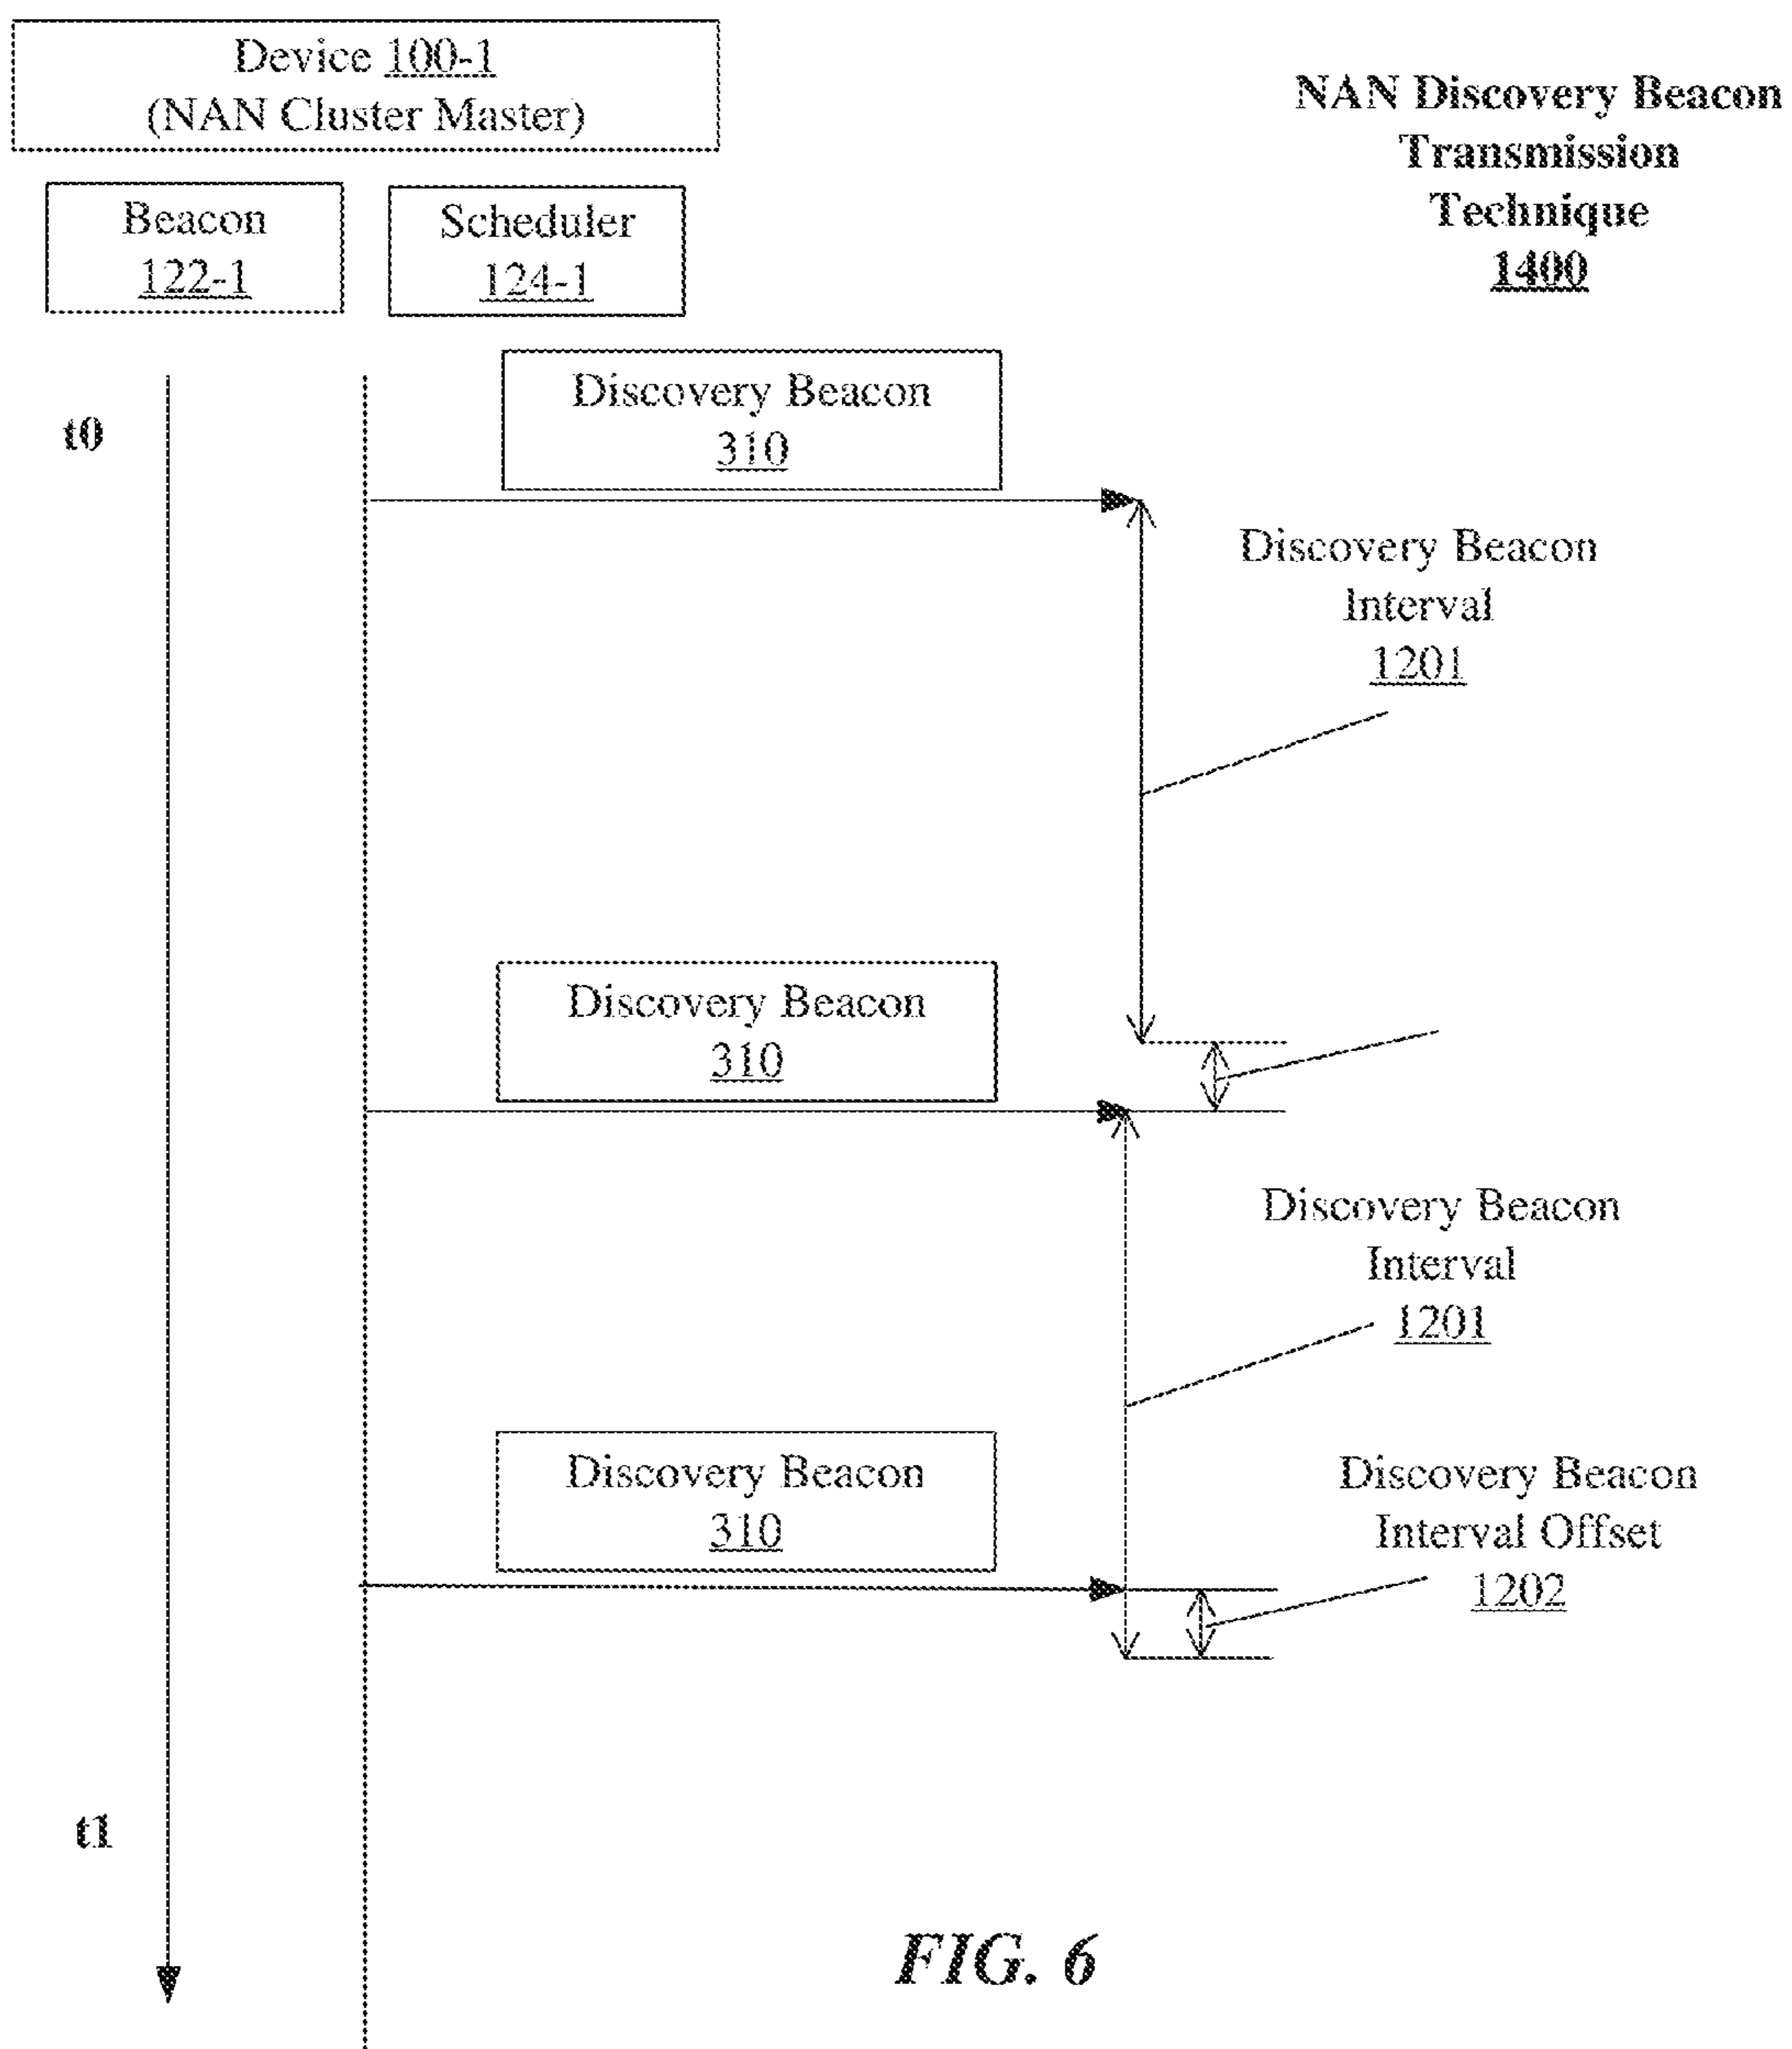 Device 100-1
(NAN Cluster Master)
NAN Discovery Beacon
Transmission
Technique
1400
Beacon
122-1
Scheduler
124-1
t0
Discovery Beacon
310
Discovery Beacon
Interval
1201
Discovery Beacon
310
Discovery Beacon
Interval
1201
Discovery Beacon
310
Discovery Beacon
Interval Offset
1202
t1
FIG. 6